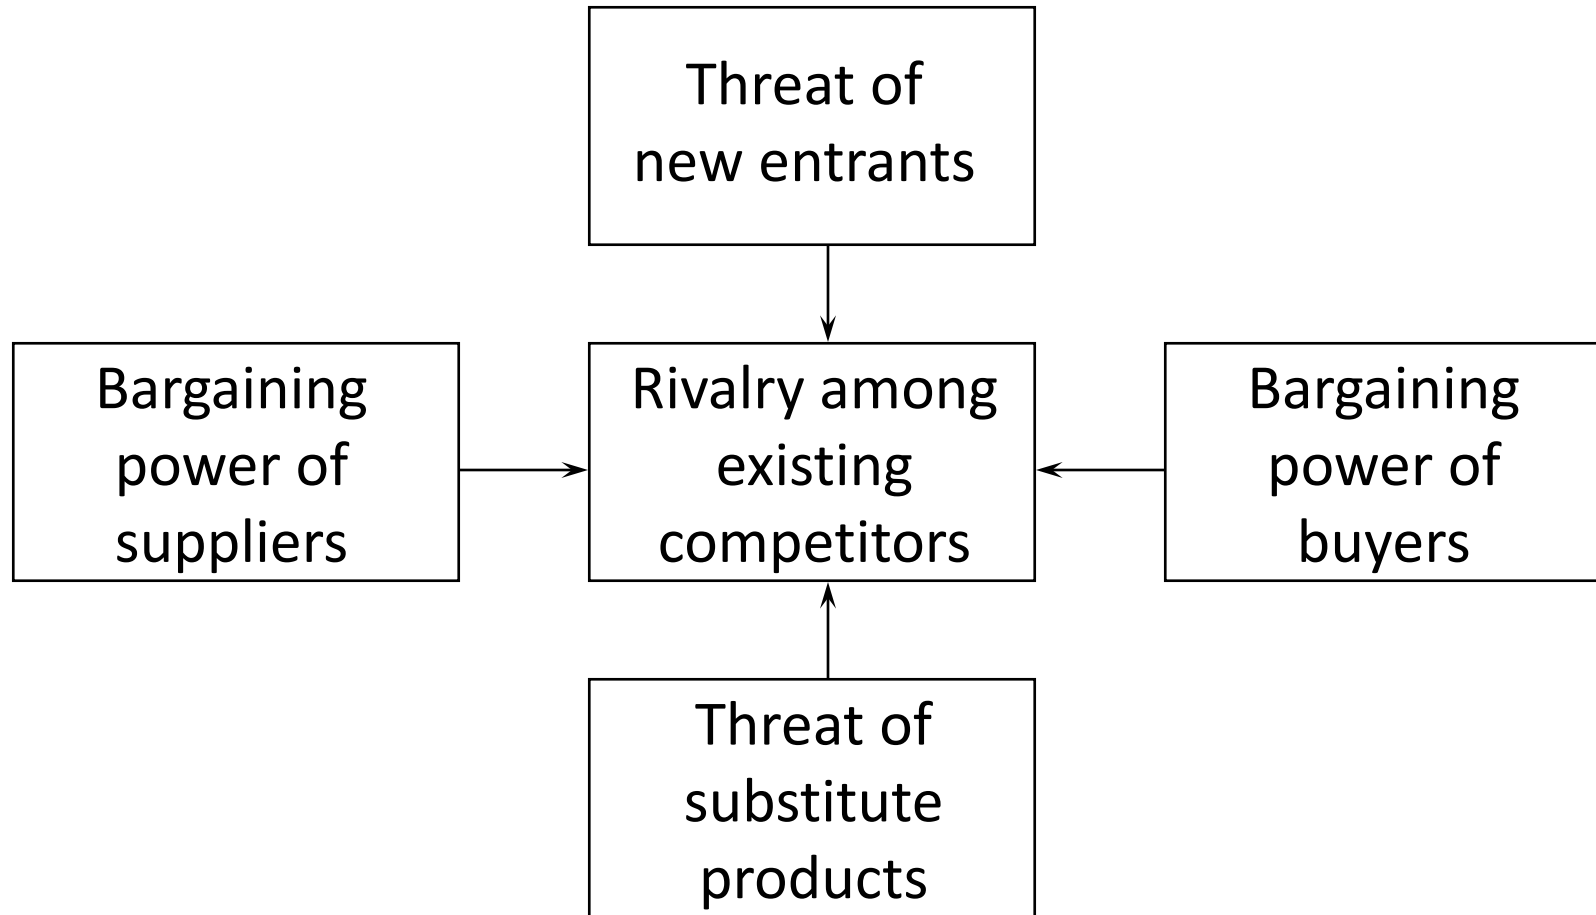 Threat of
new entrants
Bargaining
power of
suppliers
Rivalry among
existing
competitors
Bargaining
power of
buyers
Threat of
substitute
products